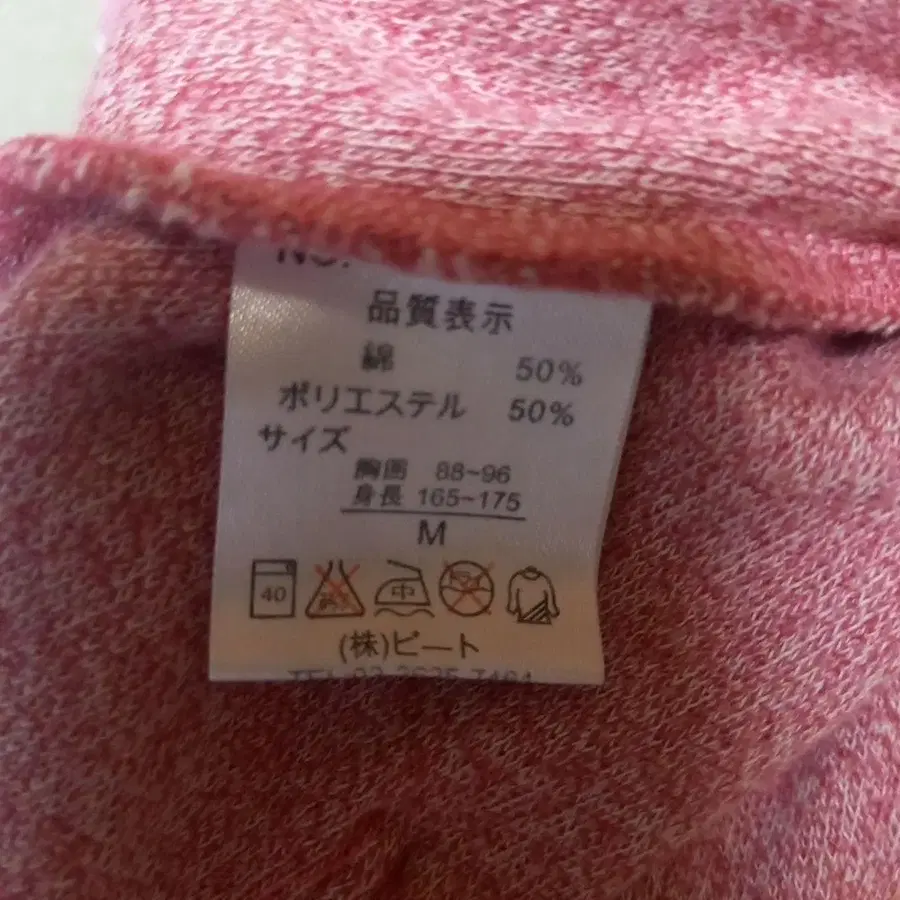 品質表示
綿 50%
ポリエステル 50%
サイズ
胸囲 88~96
身長 165~175
M
40 中
(株)ビート